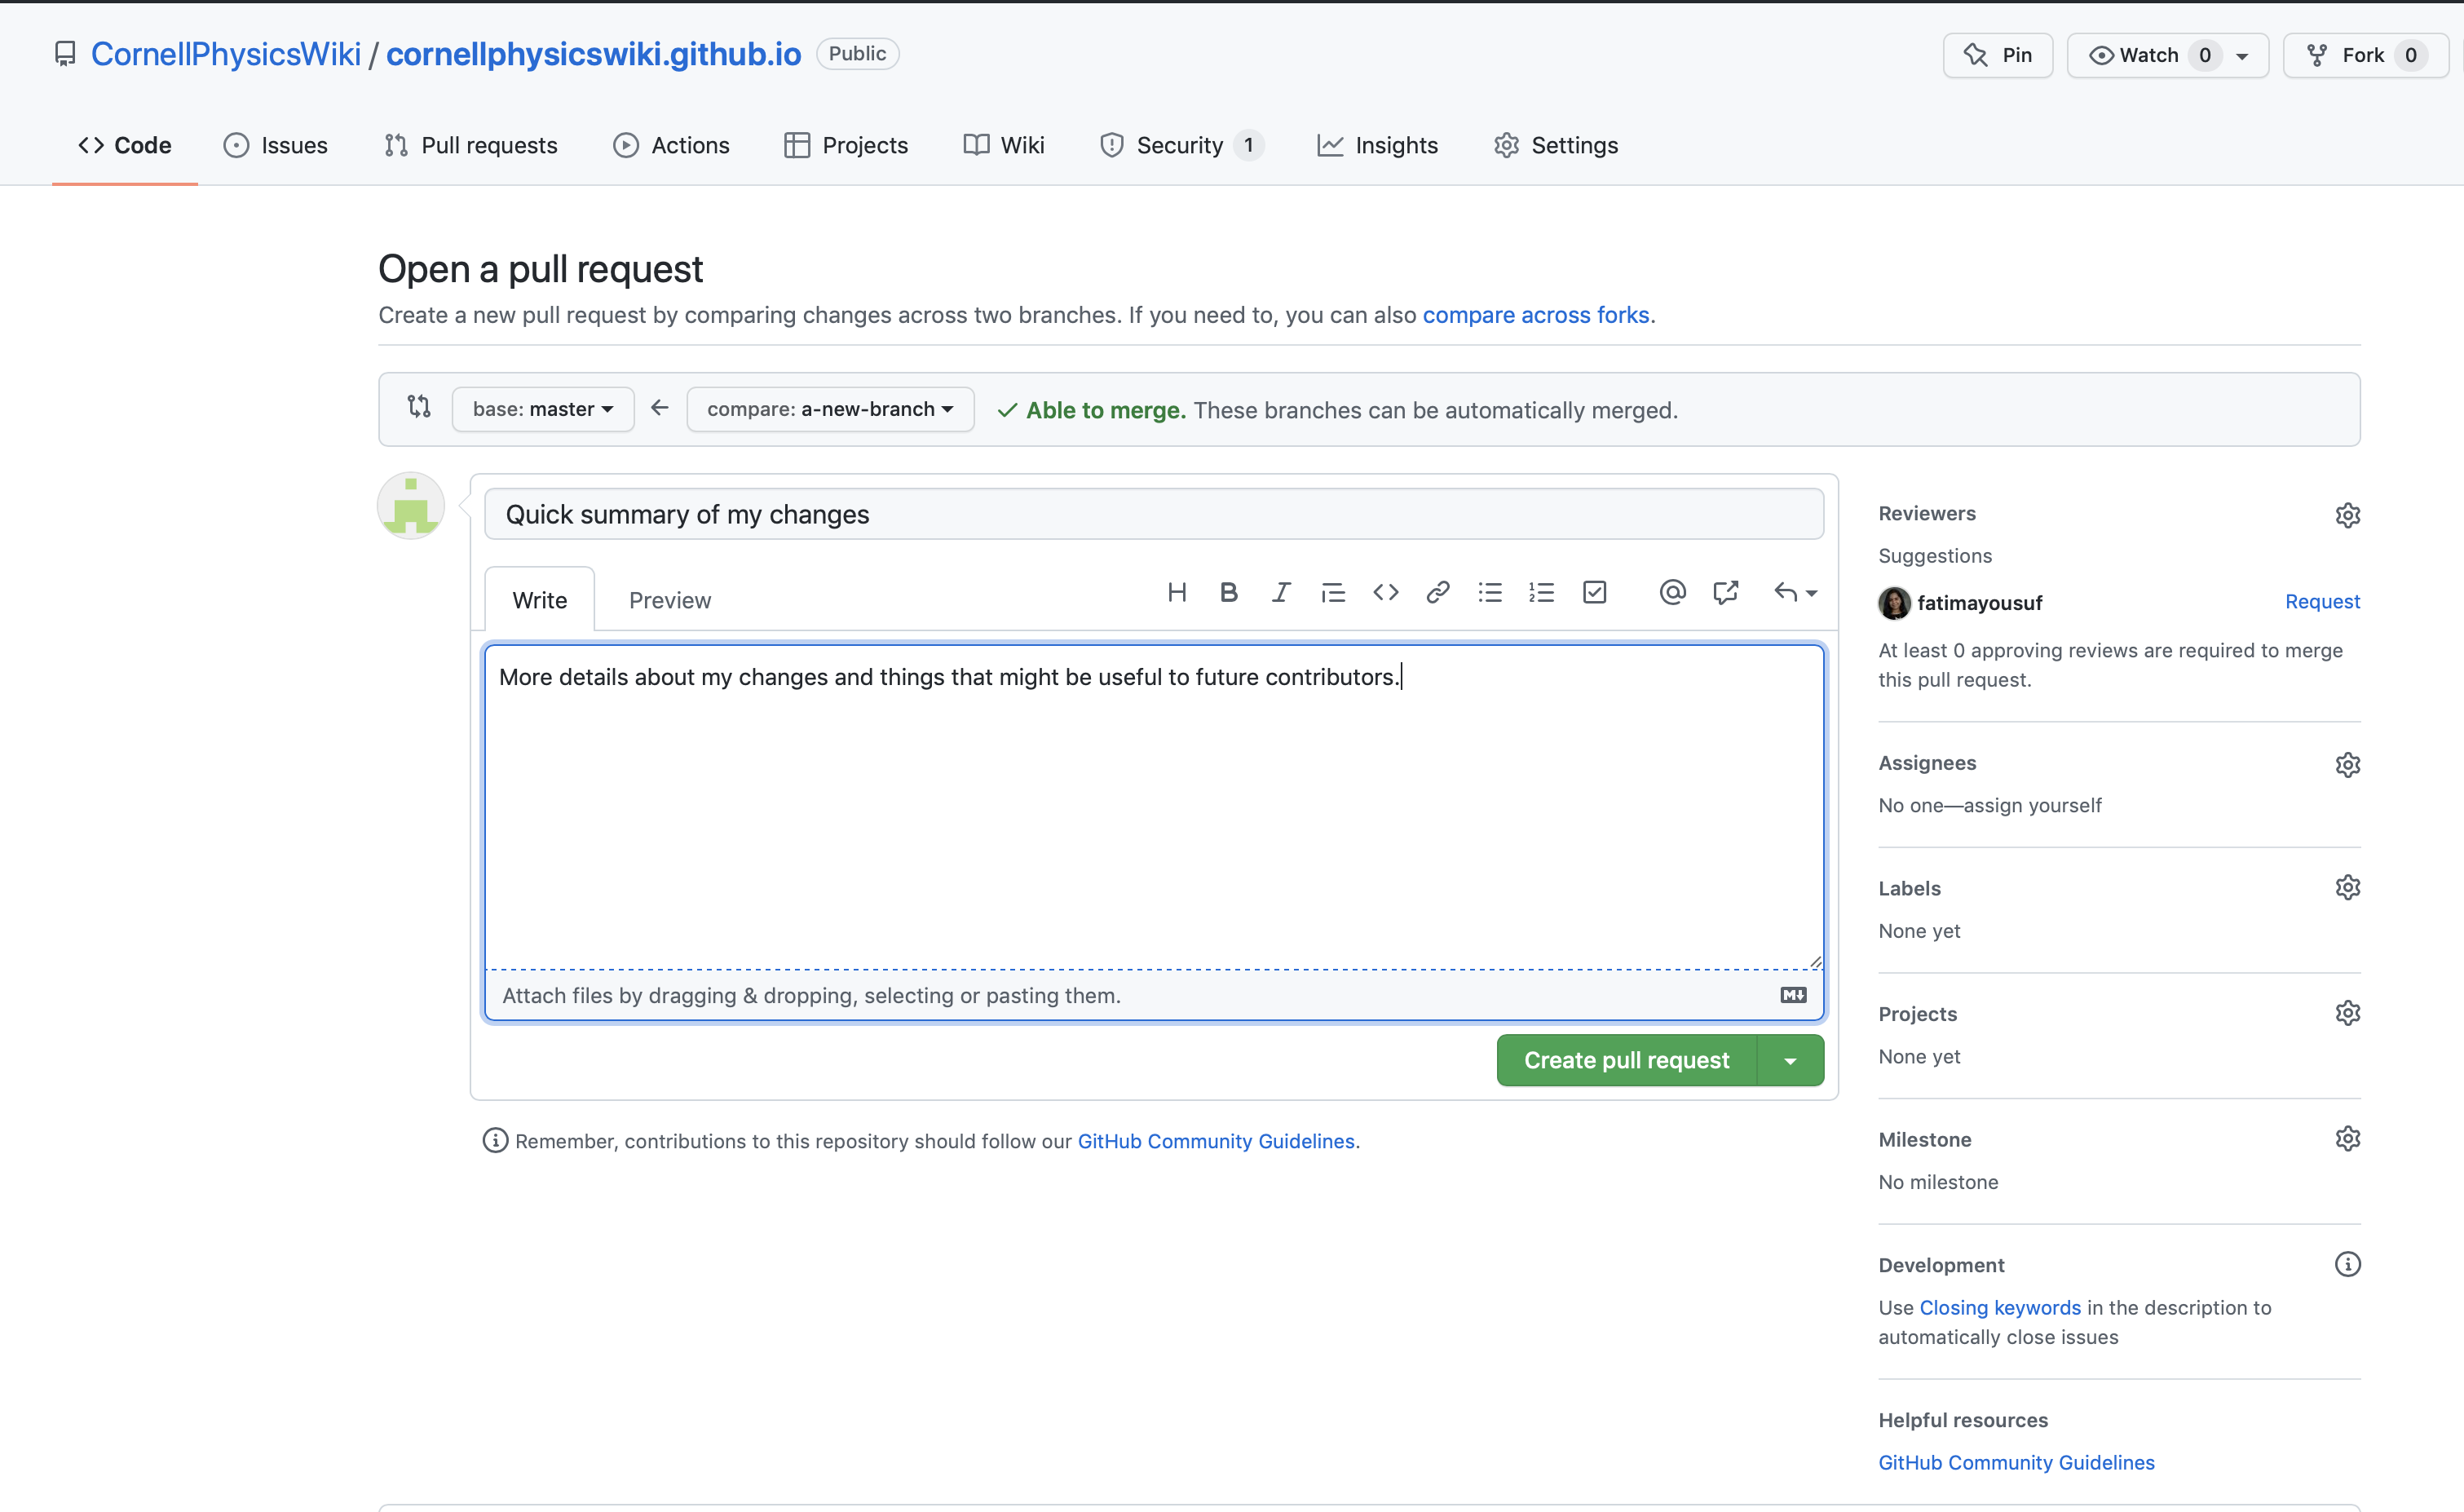 CornellPhysicsWiki / cornellphysicswiki.github.io Public
Pin Watch 0 Fork 0
Code Issues Pull requests Actions Projects Wiki Security 1 Insights Settings
Open a pull request
Create a new pull request by comparing changes across two branches. If you need to, you can also compare across forks.
base: master compare: a-new-branch Able to merge. These branches can be automatically merged.
Quick summary of my changes
Write Preview
More details about my changes and things that might be useful to future contributors.
Attach files by dragging & dropping, selecting or pasting them.
Create pull request
Remember, contributions to this repository should follow our GitHub Community Guidelines.
Reviewers
Suggestions
fatimayousuf Request
At least 0 approving reviews are required to merge
this pull request.
Assignees
No one—assign yourself
Labels
None yet
Projects
None yet
Milestone
No milestone
Development
Use Closing keywords in the description to
automatically close issues
Helpful resources
GitHub Community Guidelines